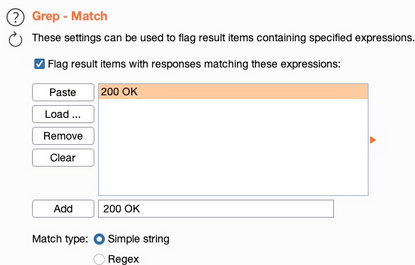 Grep - Match
These settings can be used to flag result items containing specified expressions.
Flag result items with responses matching these expressions:
Paste
200 OK
Load ...
Remove
Clear
Add
200 OK
Match type:
Simple string
Regex